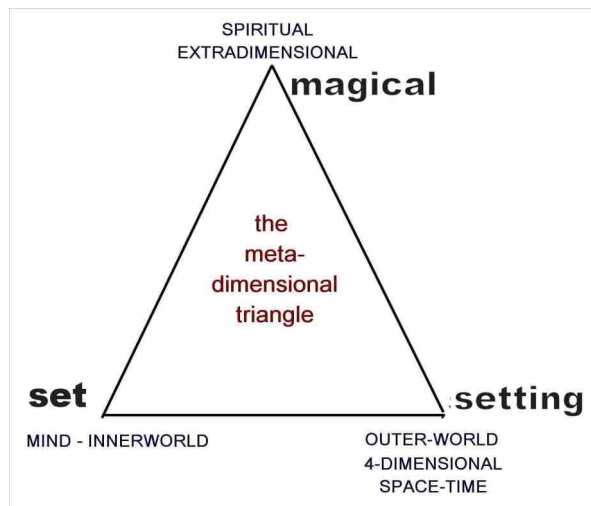 SPIRITUAL
EXTRADIMENSIONAL
magical
the
meta-
dimensional
triangle
set
setting
MIND - INNERWORLD
OUTER-WORLD
4-DIMENSIONAL
SPACE-TIME